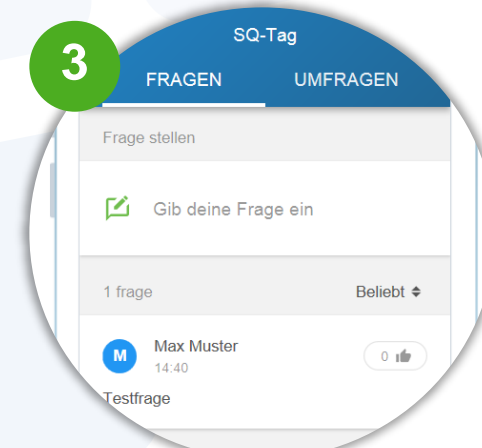 3
SQ-Tag
FRAGEN UMFRAGEN
Frage stellen
Gib deine Frage ein
1 frage Beliebt
M Max Muster
14:40
0
Testfrage